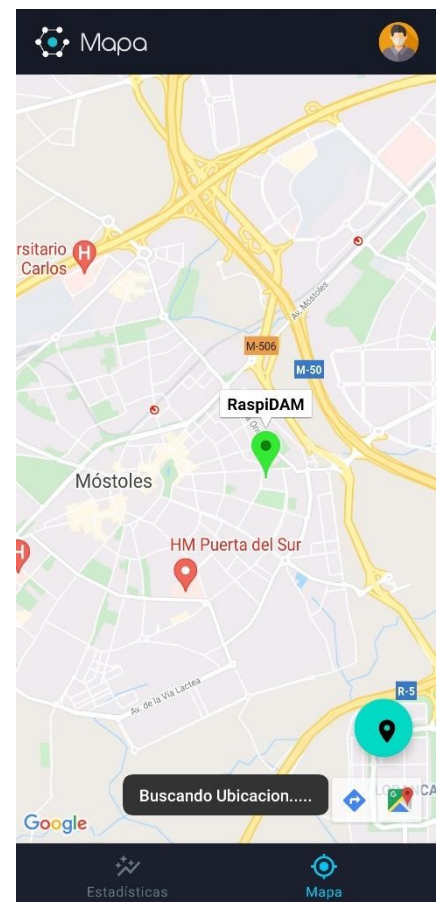 Mapa
rsitario
Carlos
H
Av. Móstoles
M-506
M-50
RaspiDAM
Móstoles
H
HM Puerta del Sur
Av. de la Vía Lactea
R-5
Buscando Ubicacion.....
Google
Estadísticas
Mapa